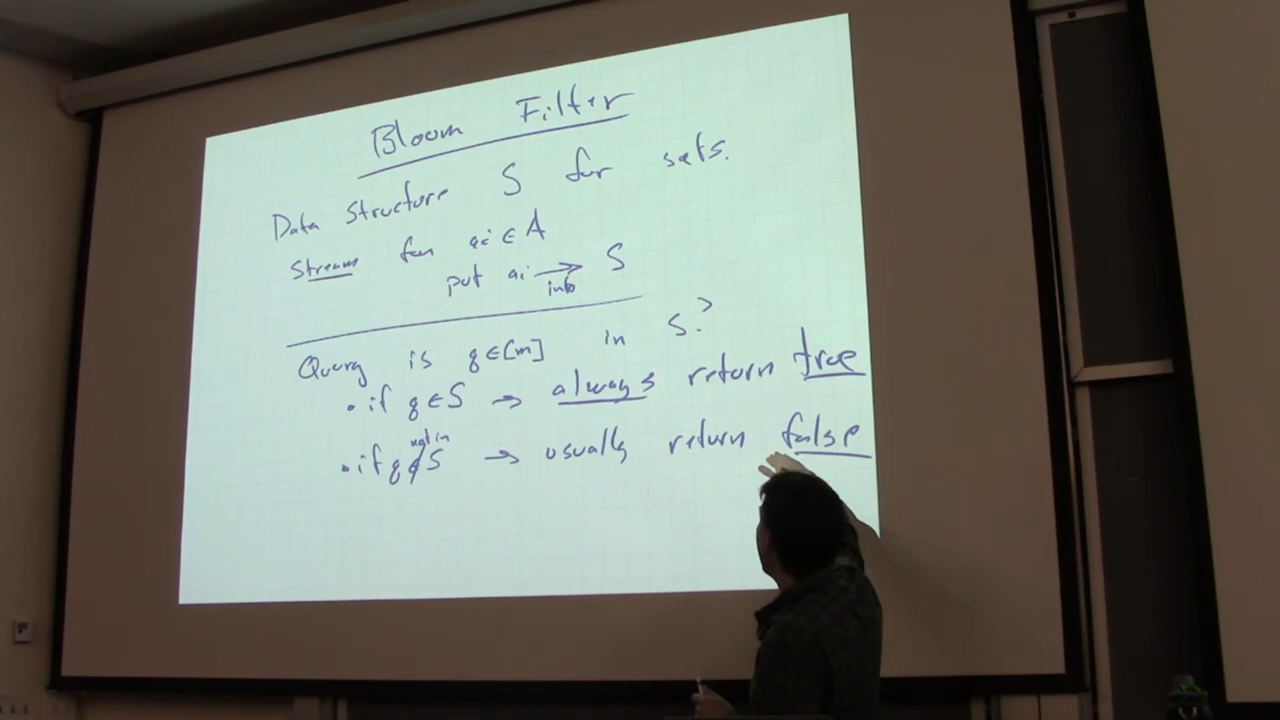 Bloom Filter
Data Structure S for sets.
Stream for ai ∈ A
put ai → S
into
Query is q∈[m] in S?
• if q∈S → always return true
not in
• if q∉S → usually return false